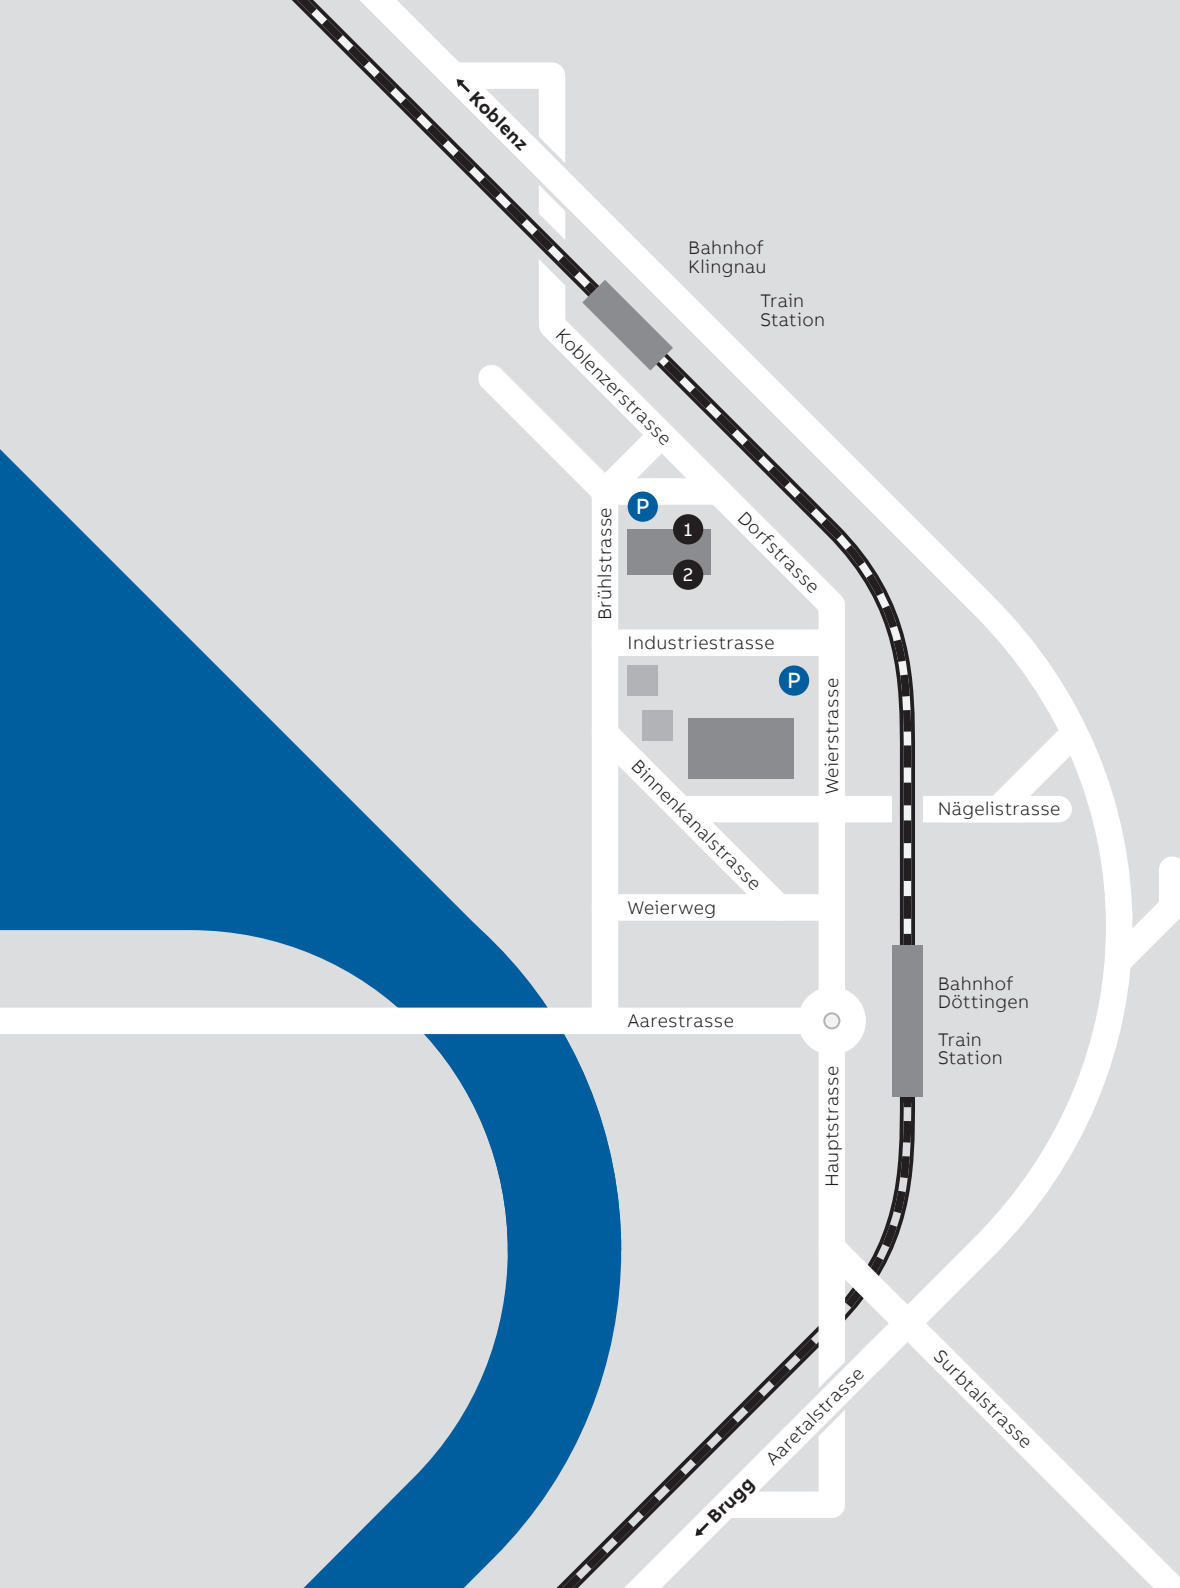 Koblenz
Bahnhof
Klingnau
Train
Station
Koblenzerstrasse
P
1
2
Brühlstrasse
Dorfstrasse
Industriestrasse
P
Weierstrasse
Binnenkanalstrasse
Nägelistrasse
Weierweg
Bahnhof
Döttingen
Aarestrasse
Train
Station
Hauptstrasse
Surbtalstrasse
Aaretalstrasse
Brugg